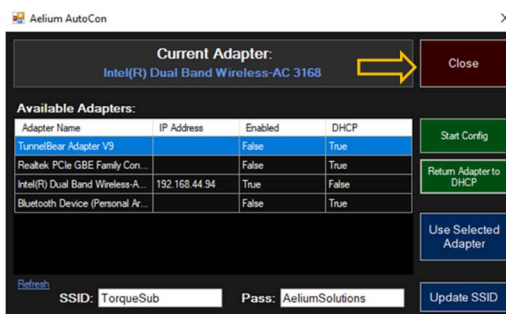 Aelium AutoCon
Current Adapter:
Intel(R) Dual Band Wireless-AC 3168
Close
Available Adapters:
Adapter Name IP Address Enabled DHCP
TunnelBear Adapter V9 False True
Realtek PCIe GBE Family Con... False True
Intel(R) Dual Band Wireless-A... 192.168.44.94 True False
Bluetooth Device (Personal Ar... False True
Start Config
Return Adapter to
DHCP
Use Selected
Adapter
Refresh
SSID: TorqueSub Pass: AeliumSolutions
Update SSID